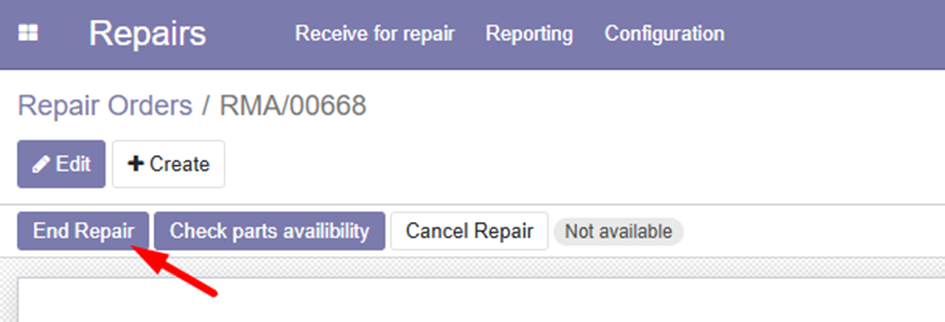 Repairs Receive for repair Reporting Configuration
Repair Orders / RMA/00668
Edit + Create
End Repair Check parts availibility Cancel Repair Not available